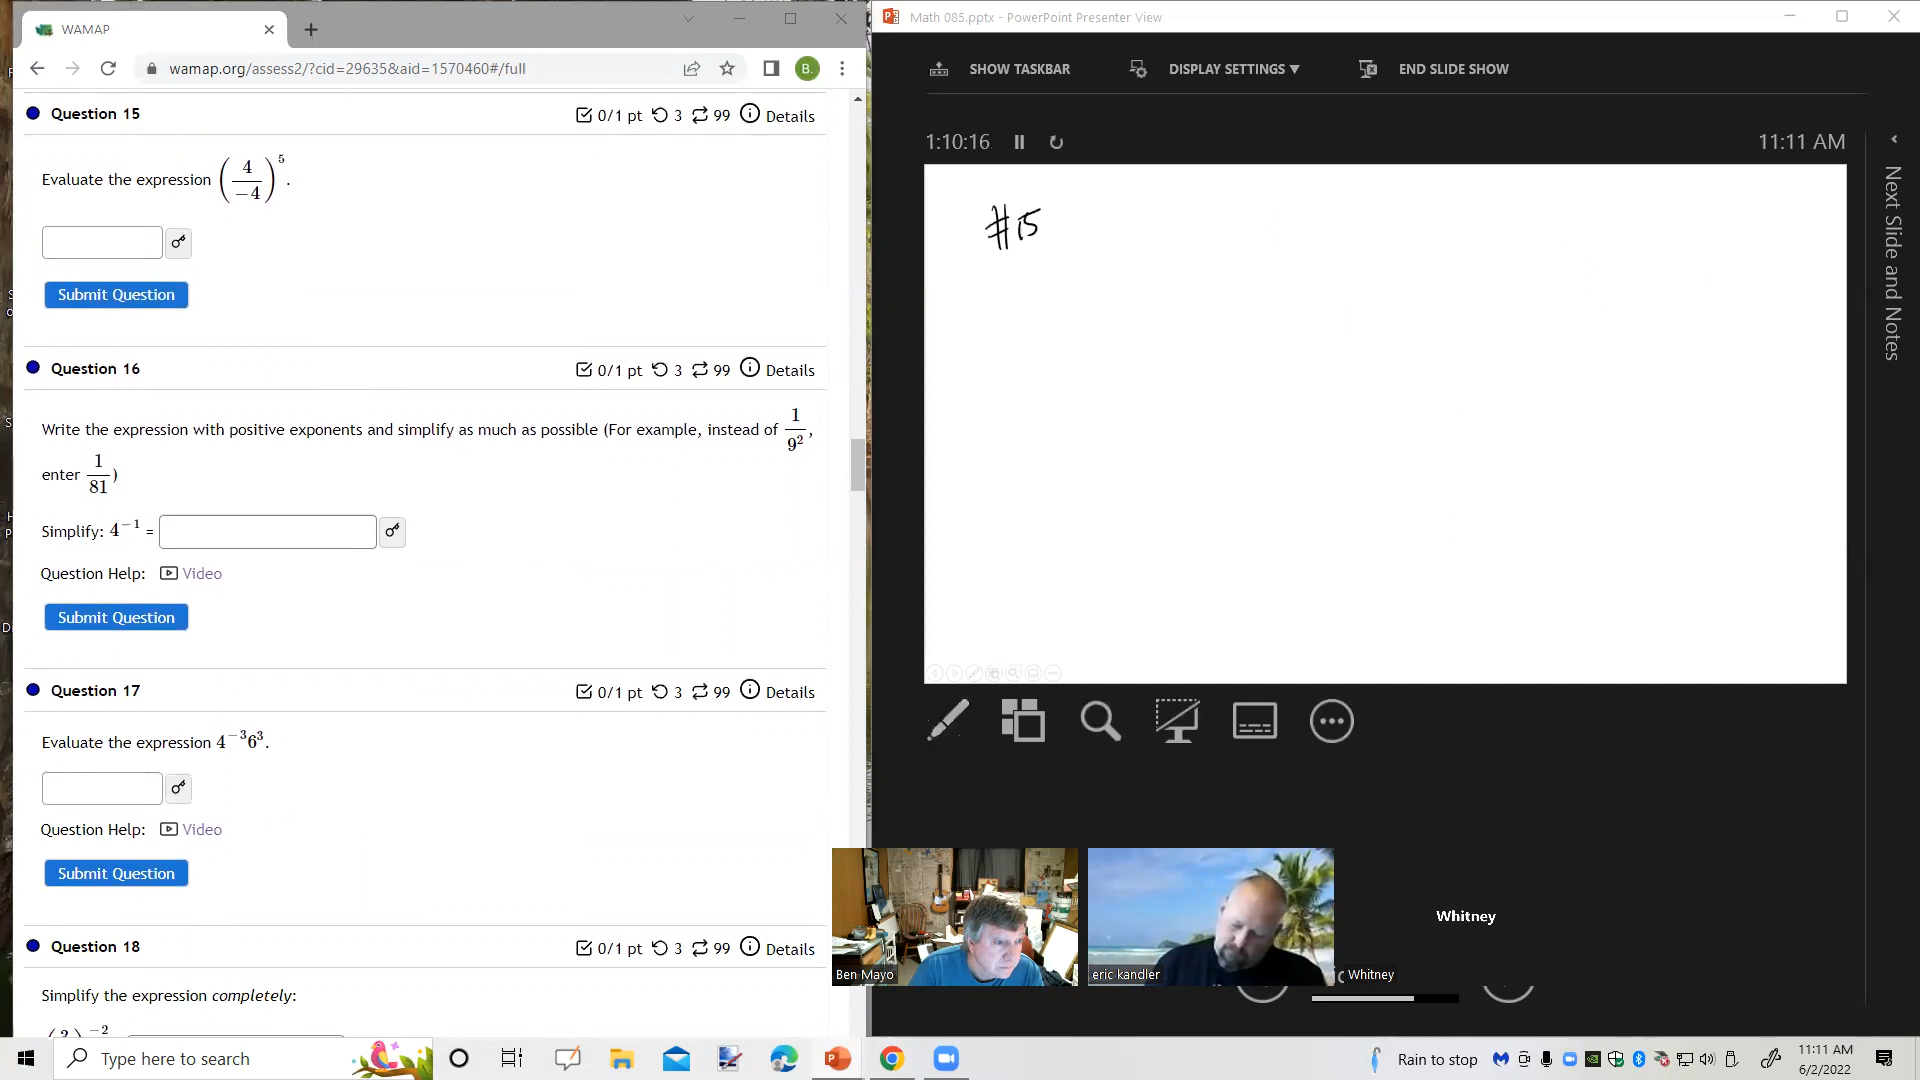 WAMAP
wamap.org/assess2/?cid=29635&aid=1570460#/full
B.
Question 15
0/1 pt 3 99 Details
Evaluate the expression (4/−4)^5.
Submit Question
Question 16
0/1 pt 3 99 Details
Write the expression with positive exponents and simplify as much as possible (For example, instead of 1/9^2,
enter 1/81)
Simplify: 4^−1 =
Question Help: Video
Submit Question
Question 17
0/1 pt 3 99 Details
Evaluate the expression 4^−3 6^3.
Question Help: Video
Submit Question
Question 18
0/1 pt 3 99 Details
Simplify the expression completely:
Math 085.pptx - PowerPoint Presenter View
SHOW TASKBAR DISPLAY SETTINGS ▼ END SLIDE SHOW
1:10:16 11:11 AM
#15
Next Slide and Notes
Ben Mayo
eric kandler
Whitney
Whitney
Type here to search
Rain to stop
11:11 AM
6/2/2022